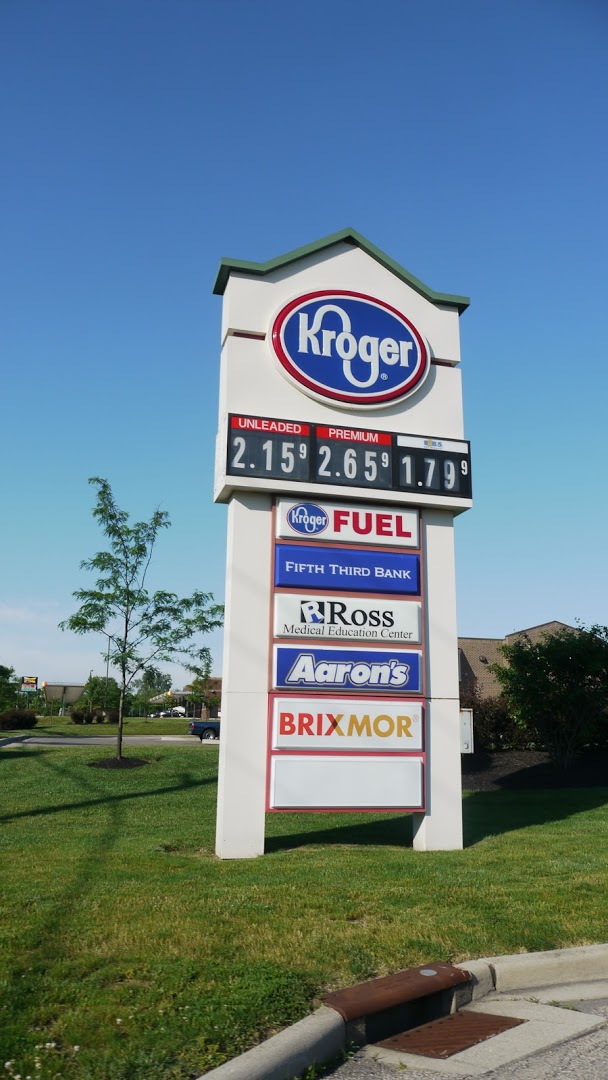 Kroger®
UNLEADED PREMIUM
2.15 9 2.65 9 1.79 9
Kroger FUEL
FIFTH THIRD BANK
R Ross
Medical Education Center
Aaron's
BRIXMOR®